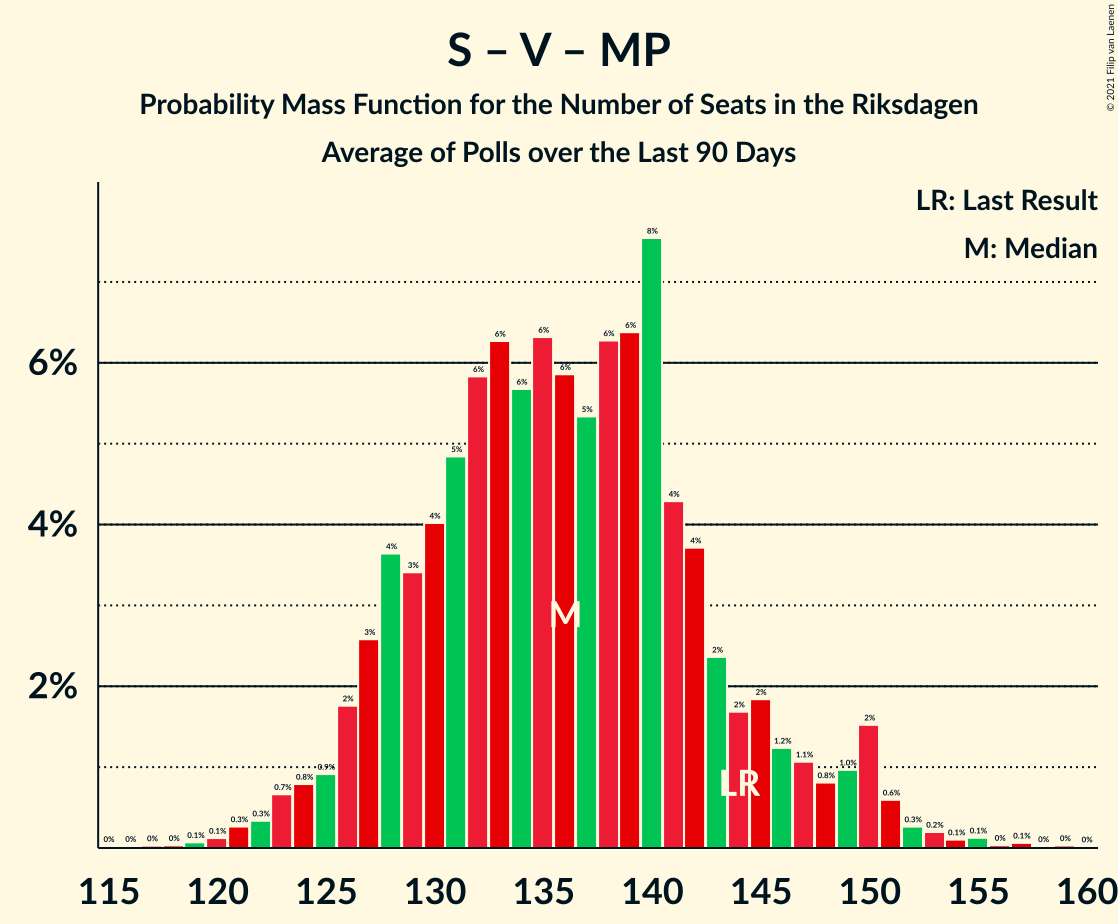 S – V – MP
Probability Mass Function for the Number of Seats in the Riksdagen
Average of Polls over the Last 90 Days
© 2021 Filip van Laenen
LR: Last Result
M: Median
6%
4%
2%
0% 0% 0% 0% 0.1% 0.1% 0.3% 0.3% 0.7% 0.8% 0.9% 2% 3% 4% 3% 4% 5% 6% 6% 6% 6% 6% 5% 6% 6% 8% 4% 4% 2% 2% 2% 1.2% 1.1% 0.8% 1.0% 2% 0.6% 0.3% 0.2% 0.1% 0.1% 0% 0.1% 0% 0% 0%
M
LR
115 120 125 130 135 140 145 150 155 160